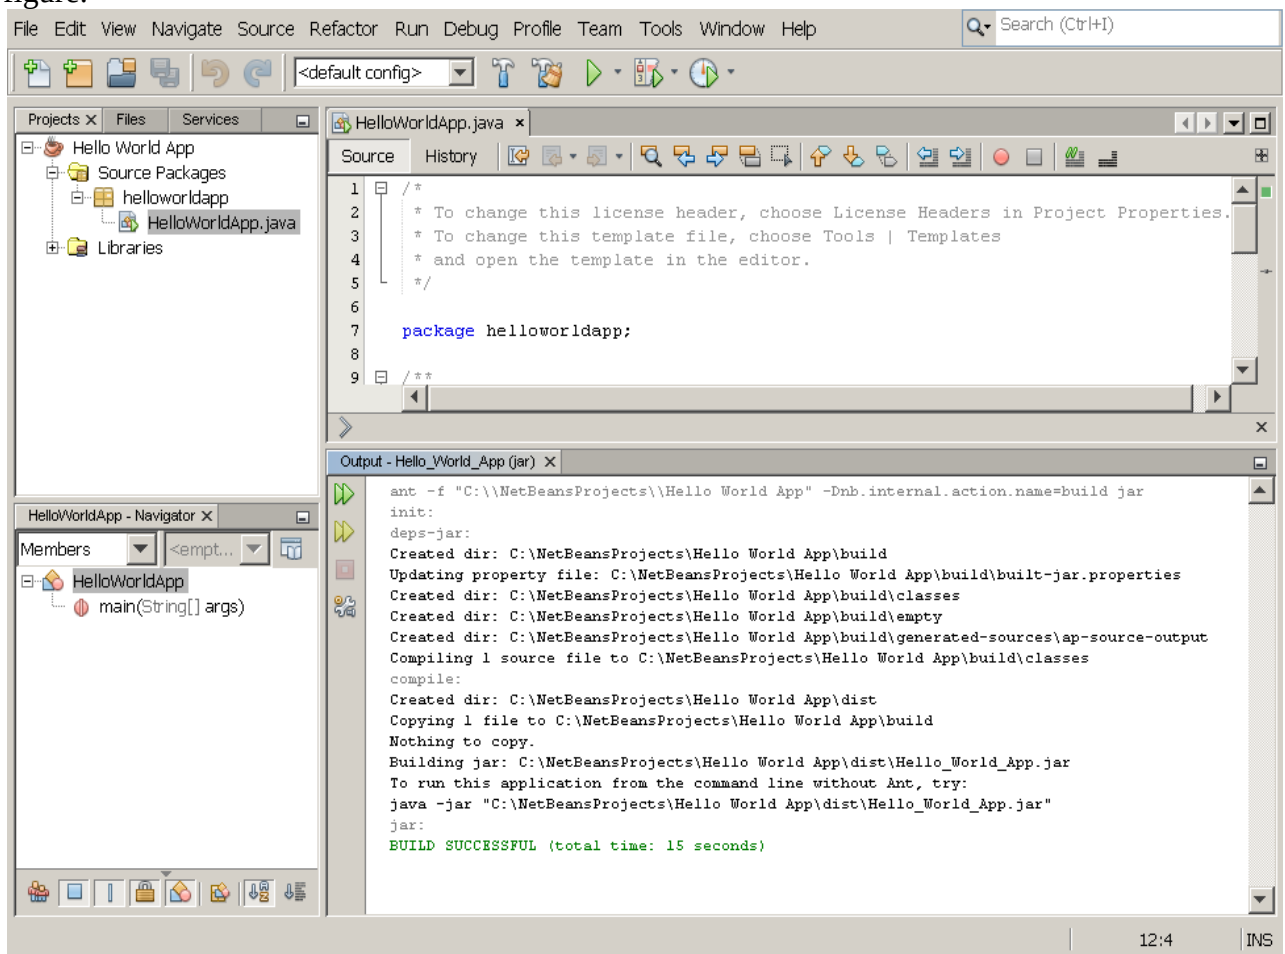 figure.
File Edit View Navigate Source Refactor Run Debug Profile Team Tools Window Help
Search (Ctrl+I)
<default config>
Projects Files Services
Hello World App
Source Packages
helloworldapp
HelloWorldApp.java
Libraries
HelloWorldApp.java
Source History
1 /*
2 * To change this license header, choose License Headers in Project Properties.
3 * To change this template file, choose Tools | Templates
4 * and open the template in the editor.
5 */
6
7 package helloworldapp;
8
9 /**
Output - Hello_World_App (jar)
ant -f "C:\\NetBeansProjects\\Hello World App" -Dnb.internal.action.name=build jar
init:
deps-jar:
Created dir: C:\NetBeansProjects\Hello World App\build
Updating property file: C:\NetBeansProjects\Hello World App\build\built-jar.properties
Created dir: C:\NetBeansProjects\Hello World App\build\classes
Created dir: C:\NetBeansProjects\Hello World App\build\empty
Created dir: C:\NetBeansProjects\Hello World App\build\generated-sources\ap-source-output
Compiling 1 source file to C:\NetBeansProjects\Hello World App\build\classes
compile:
Created dir: C:\NetBeansProjects\Hello World App\dist
Copying 1 file to C:\NetBeansProjects\Hello World App\build
Nothing to copy.
Building jar: C:\NetBeansProjects\Hello World App\dist\Hello_World_App.jar
To run this application from the command line without Ant, try:
java -jar "C:\NetBeansProjects\Hello World App\dist\Hello_World_App.jar"
jar:
BUILD SUCCESSFUL (total time: 15 seconds)
HelloWorldApp - Navigator
Members <empt...
HelloWorldApp
main(String[] args)
12:4 INS